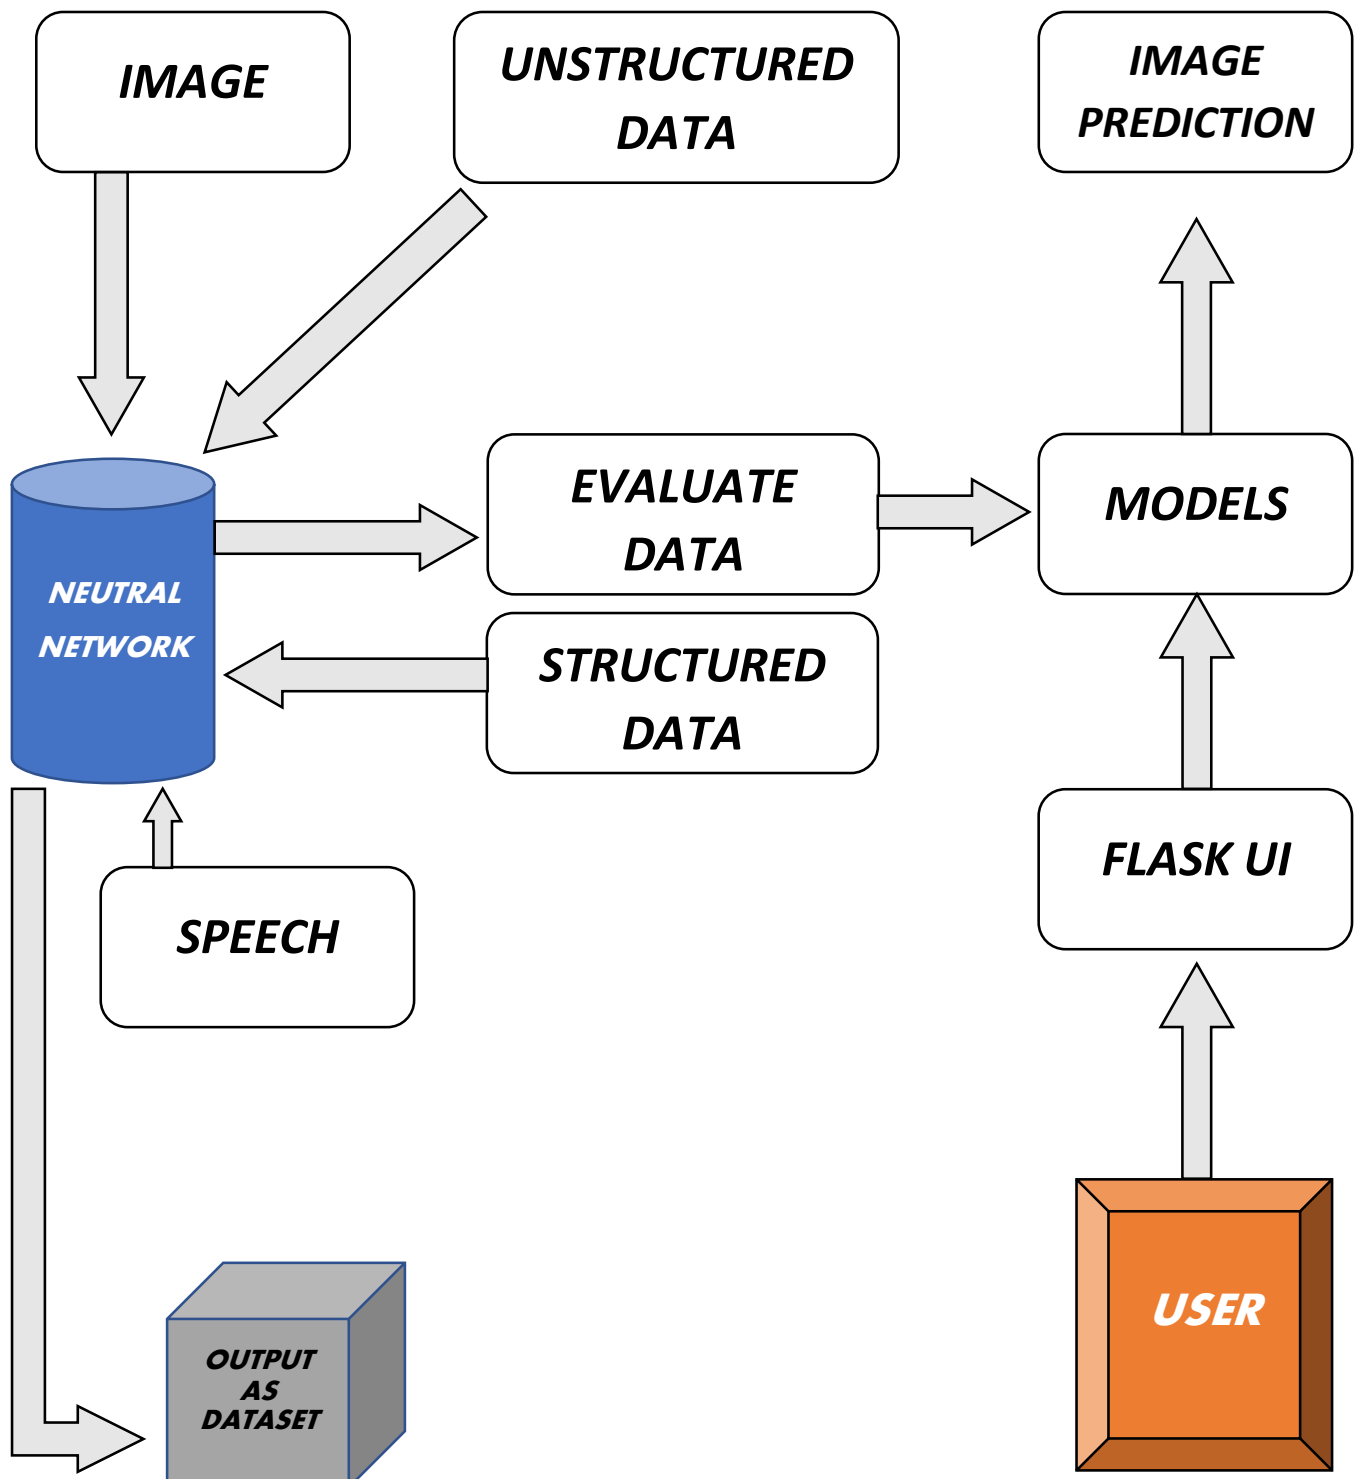 IMAGE
UNSTRUCTURED
DATA
IMAGE
PREDICTION
EVALUATE
DATA
MODELS
NEUTRAL
NETWORK
STRUCTURED
DATA
FLASK UI
SPEECH
USER
OUTPUT
AS
DATASET